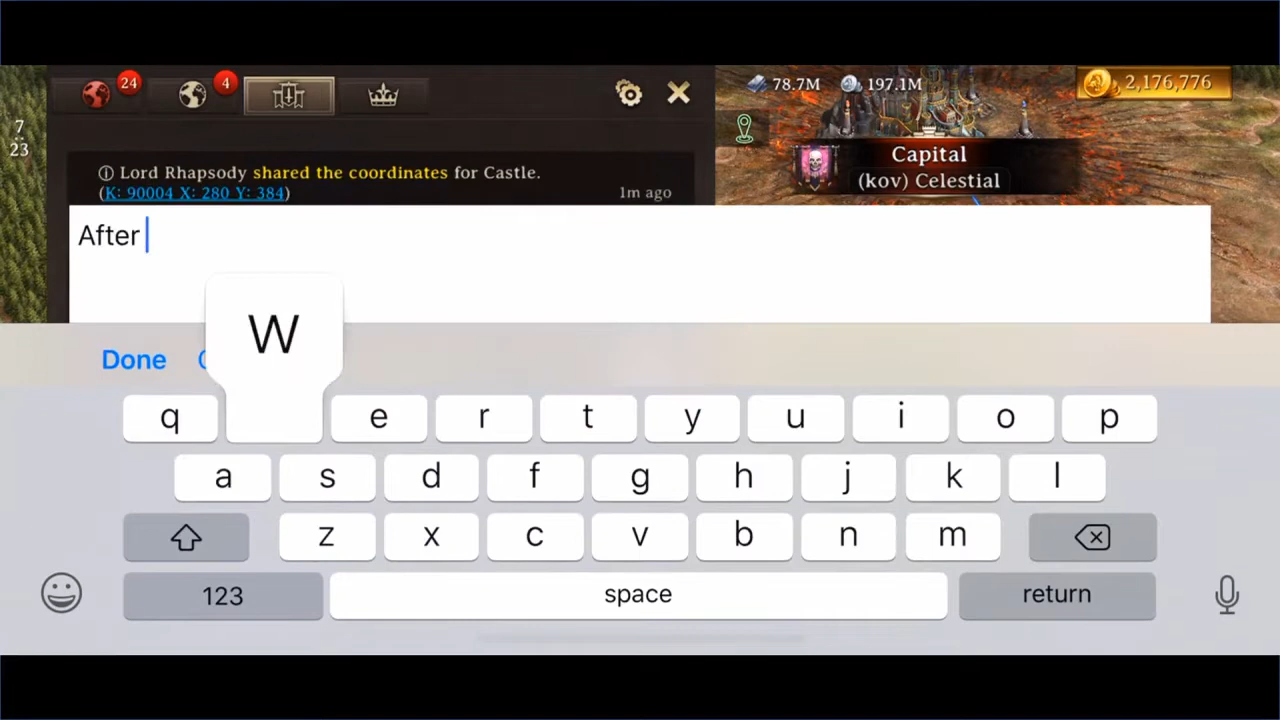 24
4
78.7M
197.1M
2,176,776
7
:
23
Capital
(kov) Celestial
Lord Rhapsody shared the coordinates for Castle.
(K: 90004 X: 280 Y: 384)
1m ago
After
W
Done
q e r t y u i o p
a s d f g h j k l
z x c v b n m
123 space return